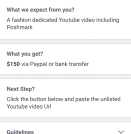 What we expect from you?
A fashion dedicated Youtube video including
Poshmark
What you get?
$150 via Paypal or bank transfer
Next Step?
Click the button below and paste the unlisted
Youtube video Url
Guidelines